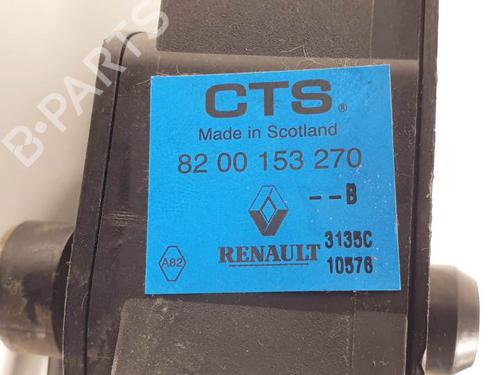 CTS®
Made in Scotland
82 00 153 270
--B
RENAULT
3135C
A82
10576
B-PARTS